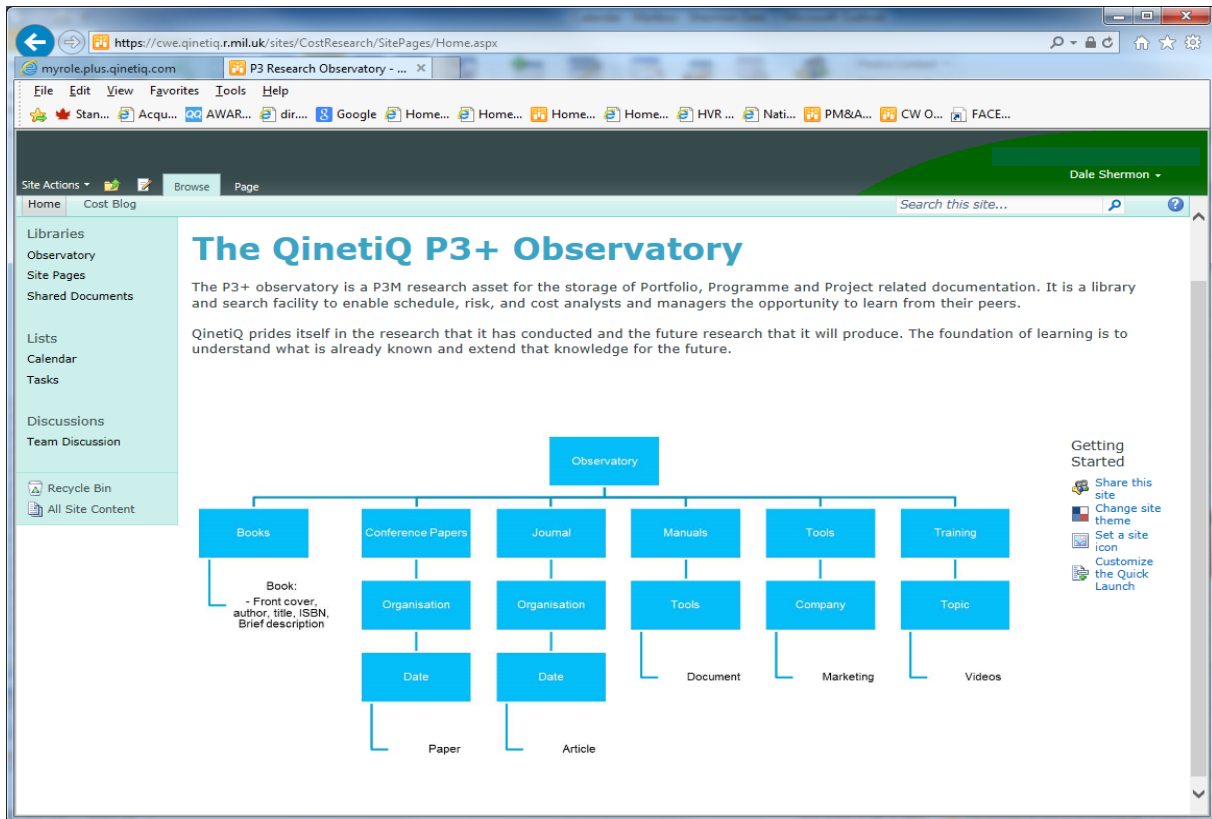 https://cwe.qinetiq.r.mil.uk/sites/CostResearch/SitePages/Home.aspx
myrole.plus.qinetiq.com
P3 Research Observatory - ...
File Edit View Favorites Tools Help
Stan... Acqu... AWAR... dir.... Google Home... Home... Home... Home... HVR ... Nati... PM&A... CW O... FACE...
Dale Shermon
Site Actions Browse Page
Home Cost Blog Search this site...
Libraries
Observatory
Site Pages
Shared Documents
Lists
Calendar
Tasks
Discussions
Team Discussion
Recycle Bin
All Site Content
The QinetiQ P3+ Observatory
The P3+ observatory is a P3M research asset for the storage of Portfolio, Programme and Project related documentation. It is a library
and search facility to enable schedule, risk, and cost analysts and managers the opportunity to learn from their peers.
QinetiQ prides itself in the research that it has conducted and the future research that it will produce. The foundation of learning is to
understand what is already known and extend that knowledge for the future.
Observatory
Books Conference Papers Journal Manuals Tools Training
Book:
- Front cover,
author, title, ISBN,
Brief description
Organisation Organisation Tools Company Topic
Date Date Document Marketing Videos
Paper Article
Getting
Started
Share this
site
Change site
theme
Set a site
icon
Customize
the Quick
Launch